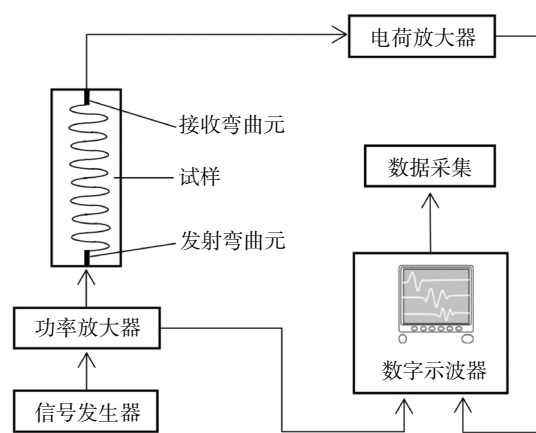 电荷放大器
接收弯曲元
数据采集
试样
发射弯曲元
功率放大器
数字示波器
信号发生器